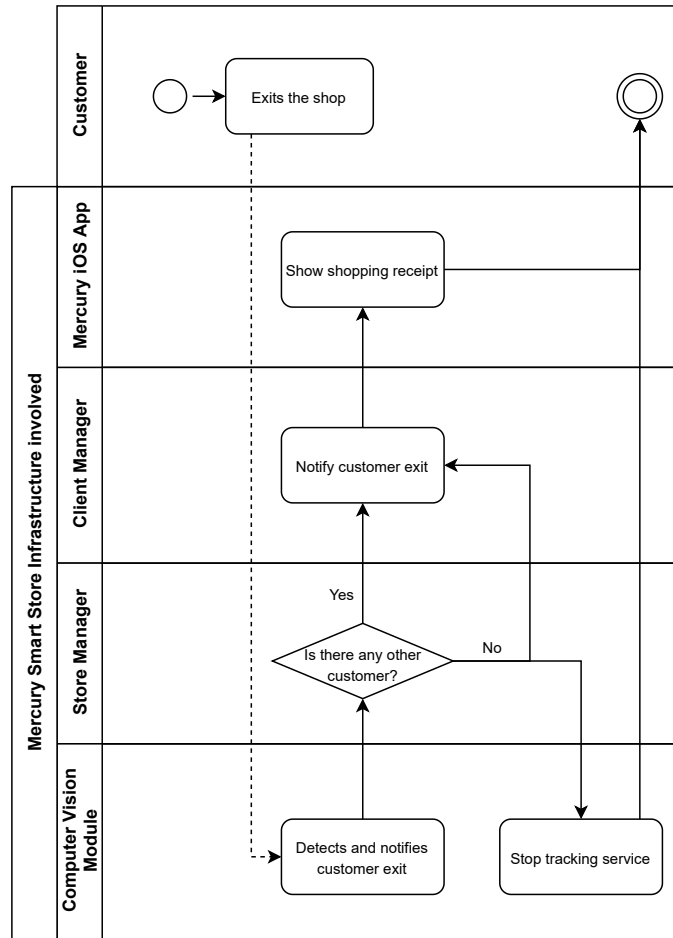 Mercury Smart Store Infrastructure involved
Customer
Exits the shop
Mercury iOS App
Show shopping receipt
Client Manager
Notify customer exit
Store Manager
Yes
No
Is there any other
customer?
Computer Vision
Module
Detects and notifies
customer exit
Stop tracking service